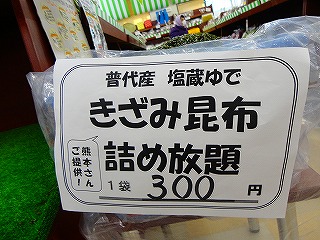 普代産 塩蔵ゆで
きざみ昆布
詰め放題
熊本さん
ご提供!
1袋 300 円